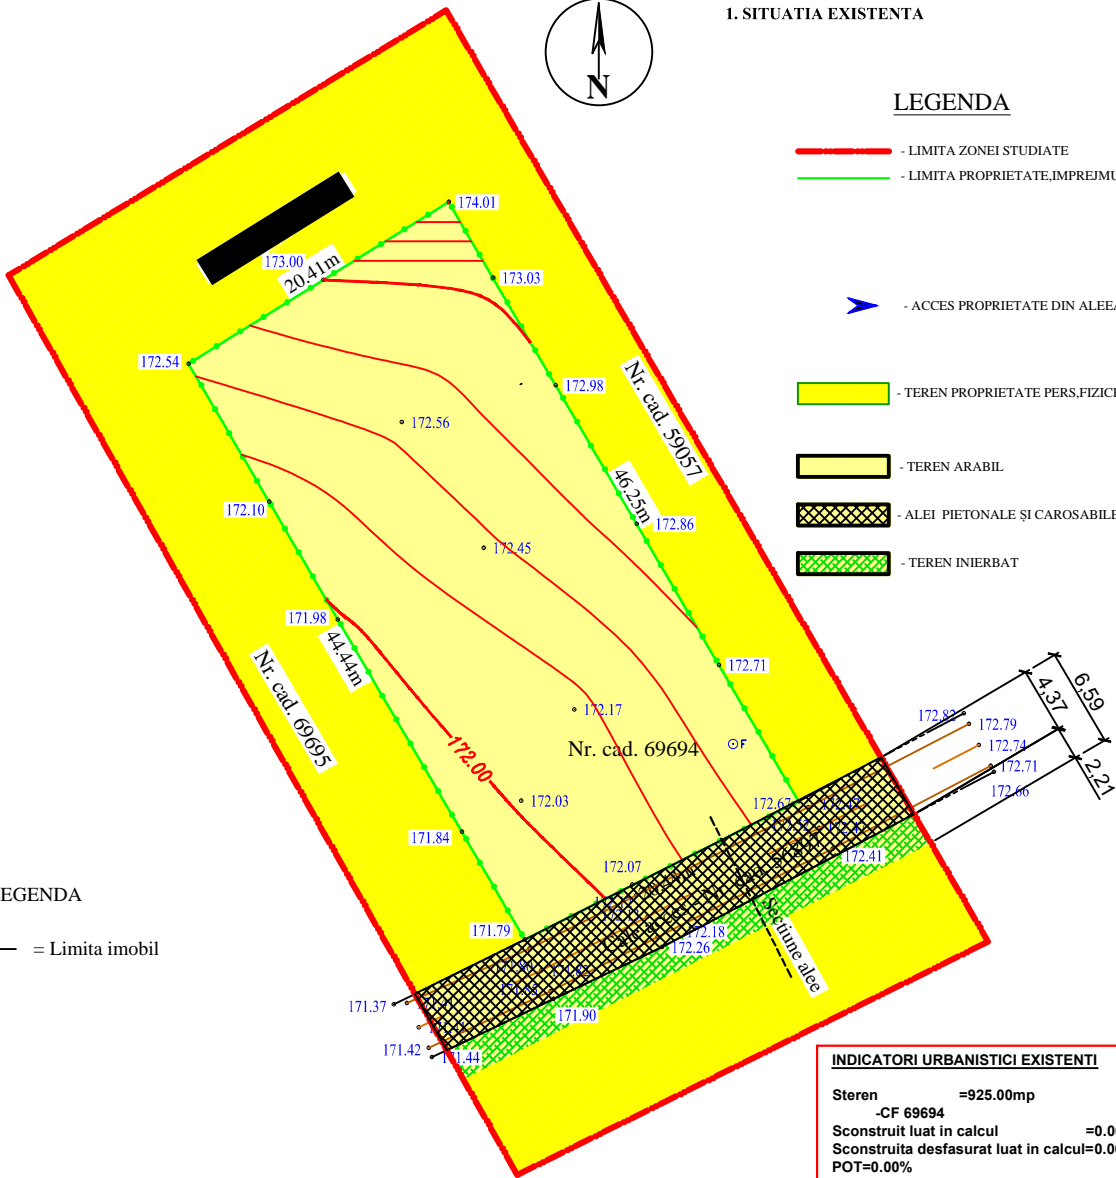 1. SITUATIA EXISTENTA
N
LEGENDA
- LIMITA ZONEI STUDIATE
- LIMITA PROPRIETATE,IMPREJMU
- ACCES PROPRIETATE DIN ALEEA
- TEREN PROPRIETATE PERS,FIZICE
- TEREN ARABIL
- ALEI PIETONALE ȘI CAROSABILE
- TEREN INIERBAT
174.01
173.00
20.41m
173.03
172.54
172.98
Nr. cad. 59057
172.56
46.25m
172.10
172.86
172.45
171.98
44.44m
Nr. cad. 69695
172.71
172.17
Nr. cad. 69694
F
172.00
172.03
171.84
4,37
6,59
2,21
172.82
172.79
172.74
172.71
172.66
172.67
172.41
172.07
171.79
172.18
172.26
Sectiune alee
171.90
171.37
171.42
171.44
EGENDA
= Limita imobil
INDICATORI URBANISTICI EXISTENTI
Steren =925.00mp
-CF 69694
Sconstruit luat in calcul =0.00
Sconstruita desfasurat luat in calcul=0.00
POT=0.00%